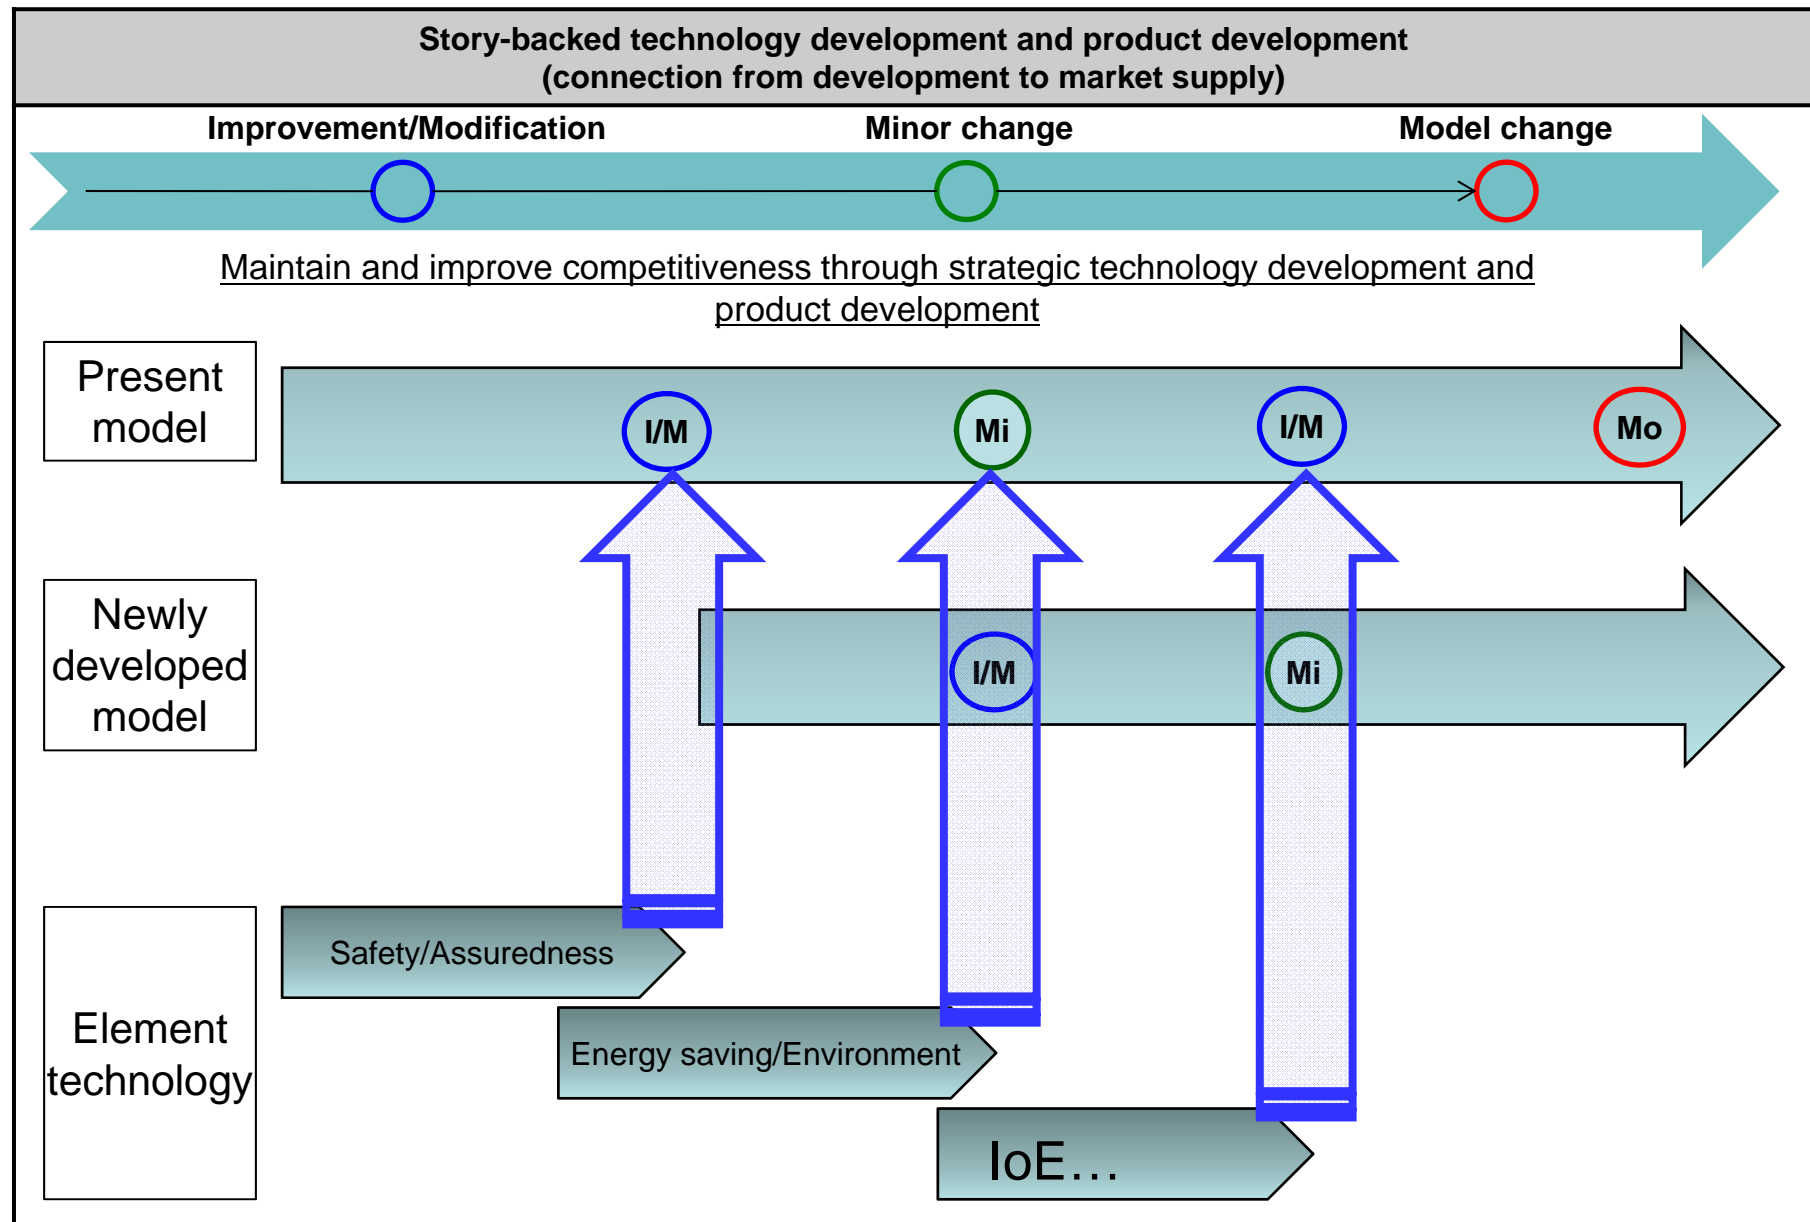 Story-backed technology development and product development
(connection from development to market supply)
Improvement/Modification
Minor change
Model change
Maintain and improve competitiveness through strategic technology development and
product development
Present
model
I/M
Mi
I/M
Mo
Newly
developed
model
I/M
Mi
Element
technology
Safety/Assuredness
Energy saving/Environment
IoE…